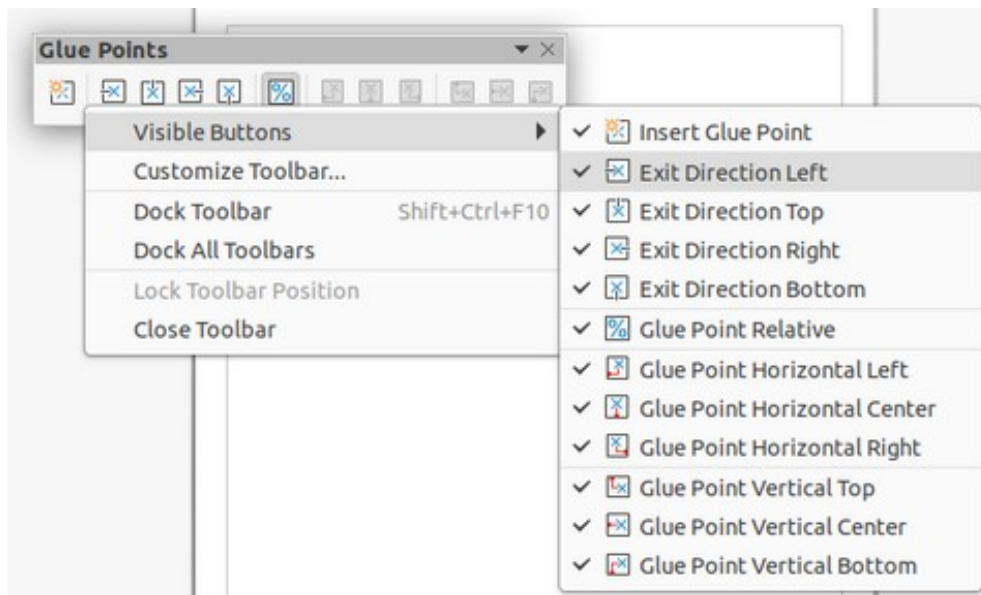 Glue Points
Visible Buttons
Customize Toolbar...
Dock Toolbar Shift+Ctrl+F10
Dock All Toolbars
Lock Toolbar Position
Close Toolbar
Insert Glue Point
Exit Direction Left
Exit Direction Top
Exit Direction Right
Exit Direction Bottom
Glue Point Relative
Glue Point Horizontal Left
Glue Point Horizontal Center
Glue Point Horizontal Right
Glue Point Vertical Top
Glue Point Vertical Center
Glue Point Vertical Bottom